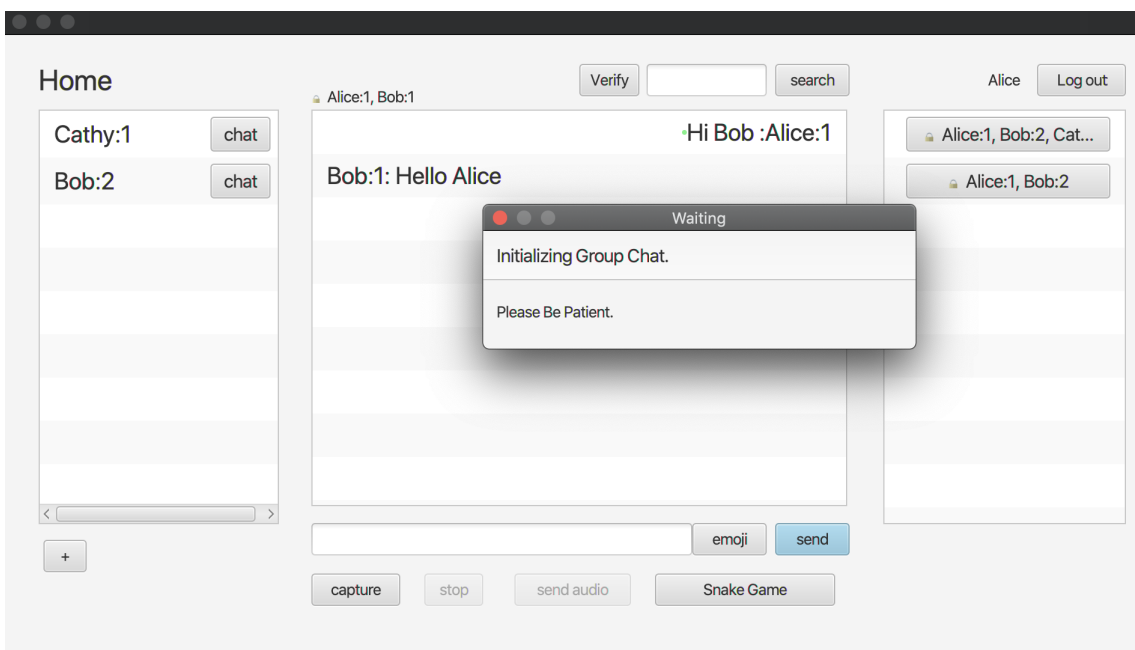 Home
Verify
search
Alice
Log out
Alice:1, Bob:1
Cathy:1
chat
Bob:2
chat
Hi Bob :Alice:1
Bob:1: Hello Alice
Alice:1, Bob:2, Cat...
Alice:1, Bob:2
Waiting
Initializing Group Chat.
Please Be Patient.
+
emoji
send
capture
stop
send audio
Snake Game